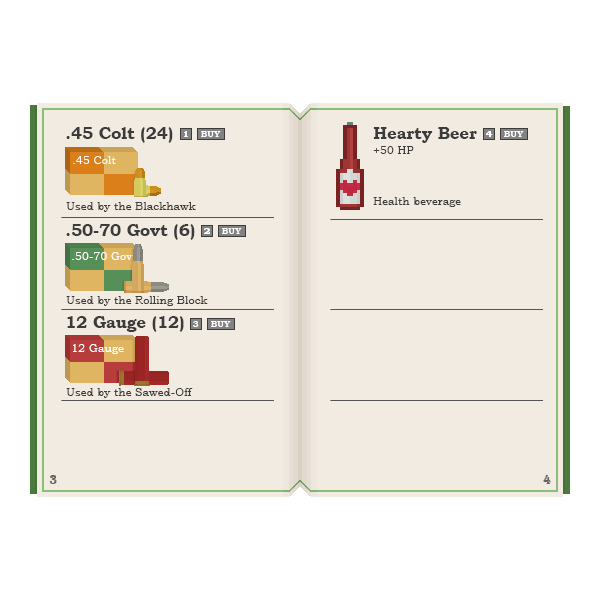 .45 Colt (24) 1 BUY
.45 Colt
Used by the Blackhawk
.50-70 Govt (6) 2 BUY
.50-70 Gov
Used by the Rolling Block
12 Gauge (12) 3 BUY
12 Gauge
Used by the Sawed-Off
3
Hearty Beer 4 BUY
+50 HP
Health beverage
4